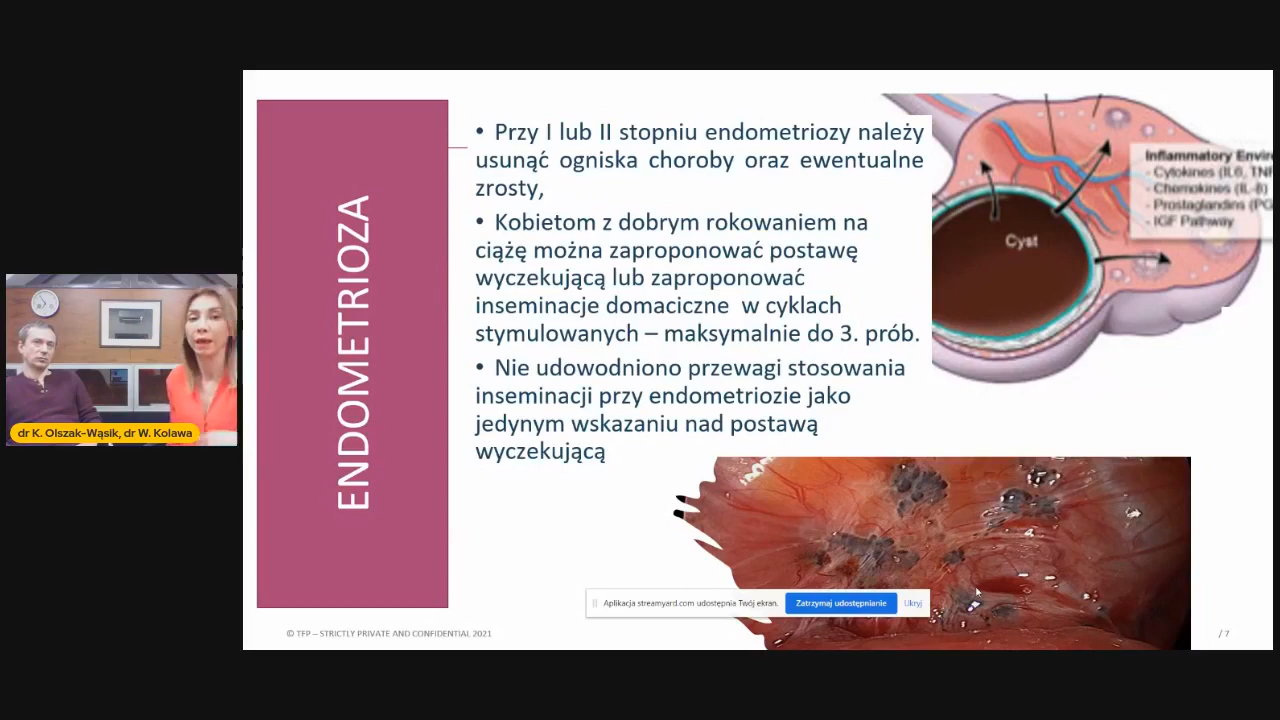 ENDOMETRIOZA
• Przy I lub II stopniu endometriozy należy
usunąć ogniska choroby oraz ewentualne
zrosty,
• Kobietom z dobrym rokowaniem na
ciążę można zaproponować postawę
wyczekującą lub zaproponować
inseminacje domaciczne w cyklach
stymulowanych – maksymalnie do 3. prób.
• Nie udowodniono przewagi stosowania
inseminacji przy endometriozie jako
jedynym wskazaniu nad postawą
wyczekującą
Cyst
Inflammatory Envir
- Cytokines (IL6, TNF
- Chemokines (IL-8)
- Prostaglandins (PG
- IGF Pathway
dr K. Olszak-Wąsik, dr W. Kolawa
Aplikacja streamyard.com udostępnia Twój ekran.
Zatrzymaj udostępnianie
Ukryj
© TFP – STRICTLY PRIVATE AND CONFIDENTIAL 2021
/ 7